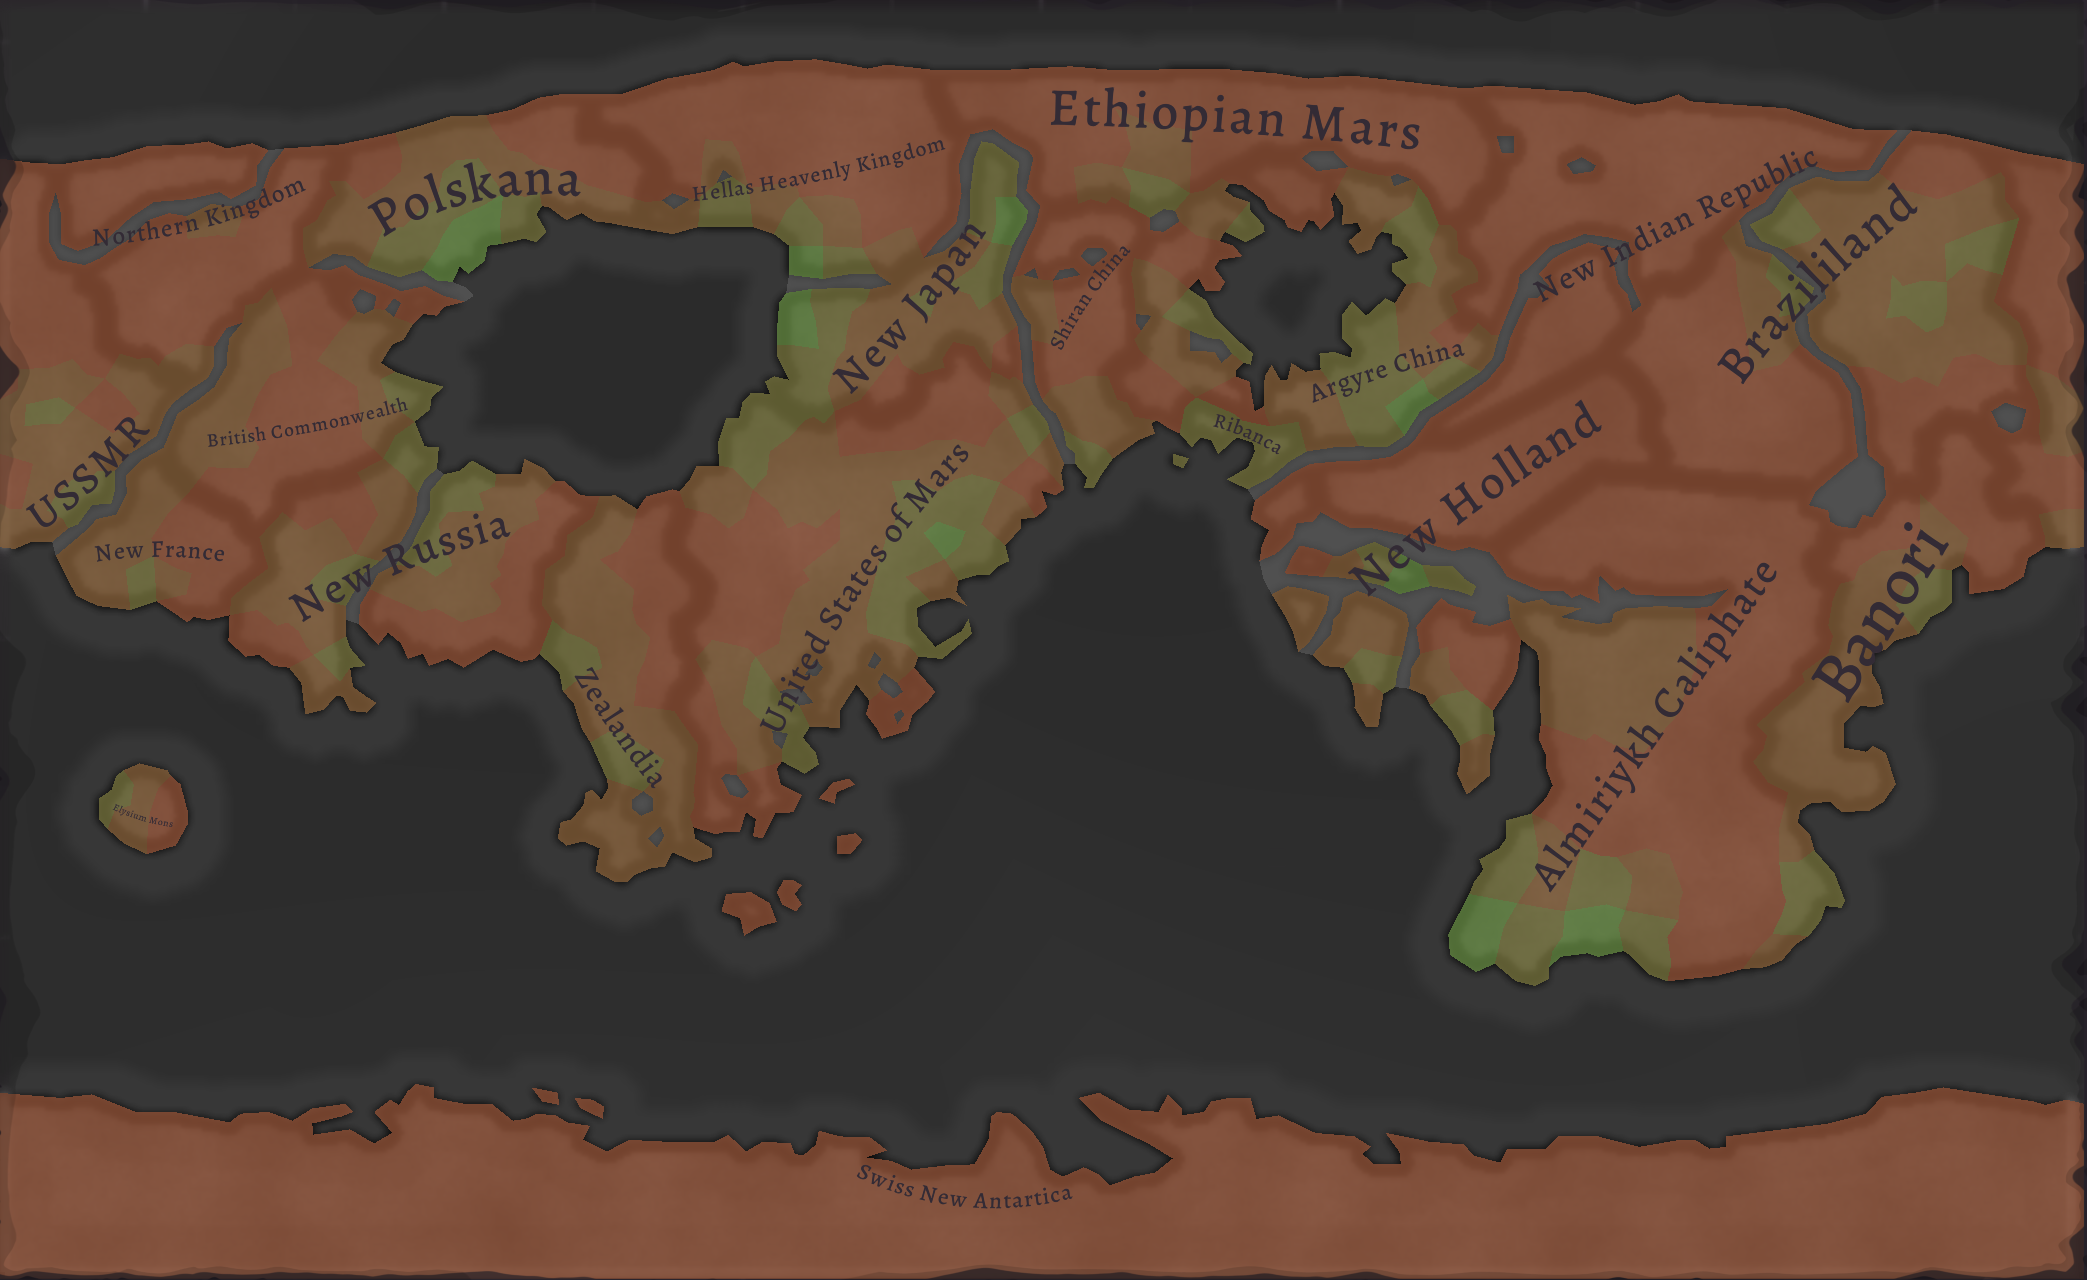 Ethiopian Mars
Polskana
Hellas Heavenly Kingdom
Northern Kingdom
New Indian Republic
Brazililand
New Japan
Shiran China
Argyre China
British Commonwealth
USSMR
Ribanca
New Holland
New France
New Russia
United States of Mars
Banori
Zealandia
Almiriykh Caliphate
Elysium Mons
Swiss New Antartica